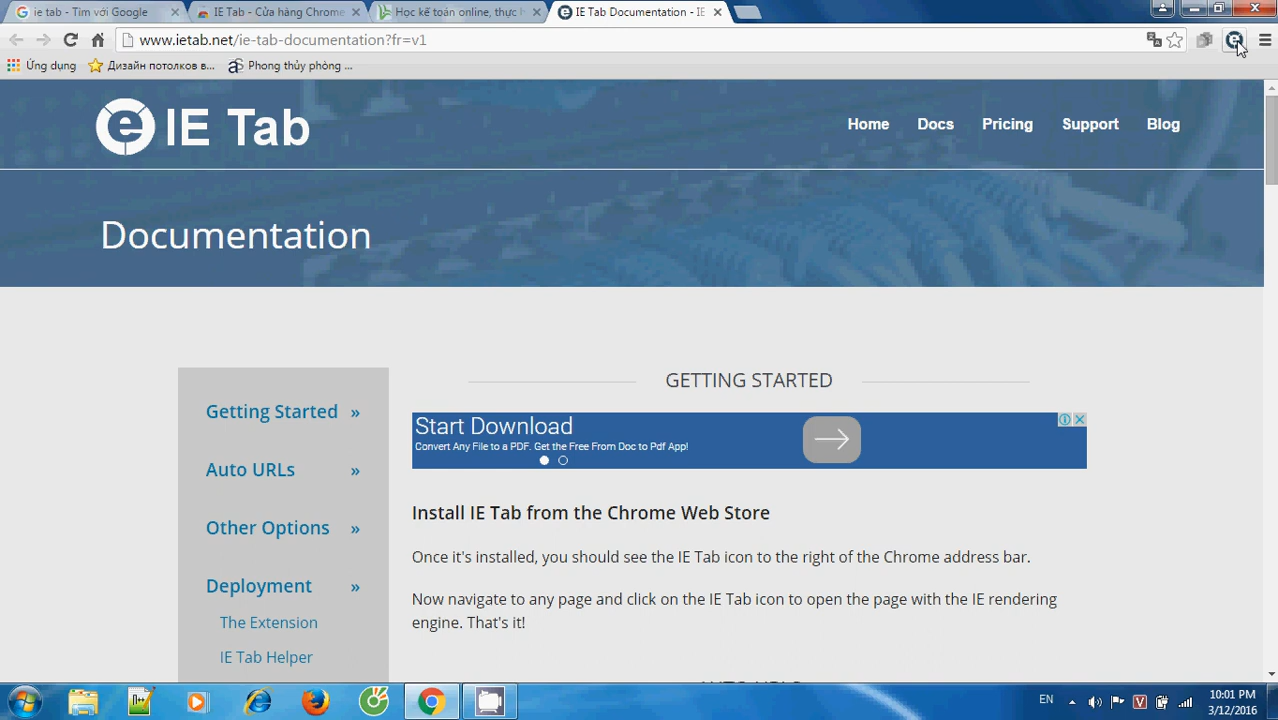 ie tab - Tìm với Google
IE Tab - Cửa hàng Chrome
Học kế toán online, thực h
IE Tab Documentation - IE
www.ietab.net/ie-tab-documentation?fr=v1
Ứng dụng
Дизайн потолков в...
Phong thủy phòng ...
e IE Tab
Home
Docs
Pricing
Support
Blog
Documentation
Getting Started »
Auto URLs »
Other Options »
Deployment »
The Extension
IE Tab Helper
GETTING STARTED
Start Download
Convert Any File to a PDF. Get the Free From Doc to Pdf App!
Install IE Tab from the Chrome Web Store
Once it's installed, you should see the IE Tab icon to the right of the Chrome address bar.
Now navigate to any page and click on the IE Tab icon to open the page with the IE rendering
engine. That's it!
EN
10:01 PM
3/12/2016